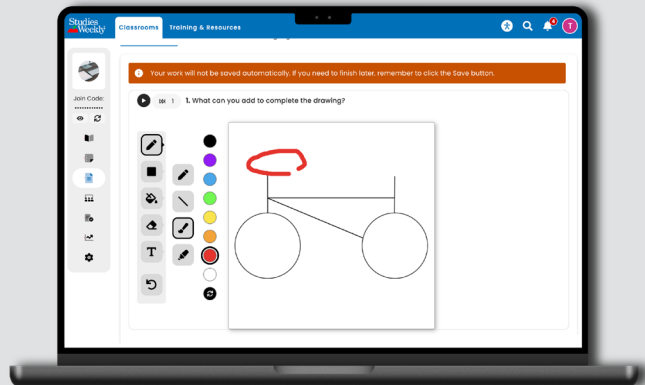 Studies
Weekly
Classrooms
Training & Resources
4
T
Join Code:
Your work will not be saved automatically. If you need to finish later, remember to click the Save button.
1
1. What can you add to complete the drawing?
T